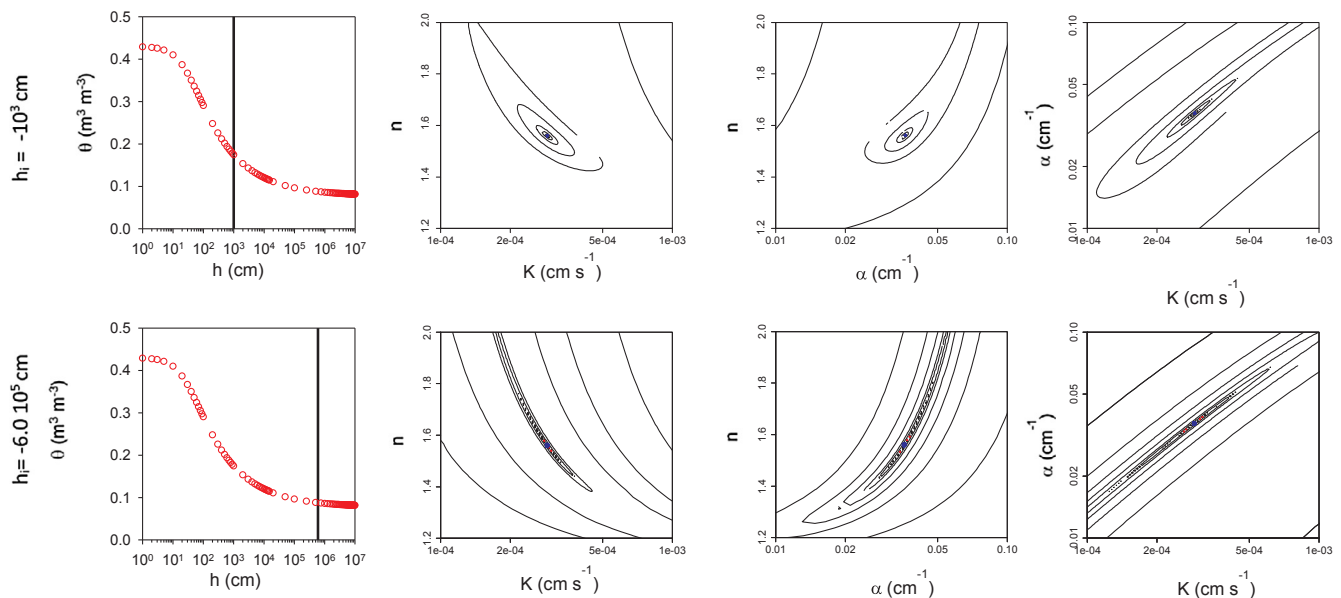 h_i = -10³ cm
θ (m³ m⁻³)
0.5
0.4
0.3
0.2
0.1
0.0
10⁰ 10¹ 10² 10³ 10⁴ 10⁵ 10⁶ 10⁷
h (cm)
n
2.0
1.8
1.6
1.4
1.2
1e-04 2e-04 5e-04 1e-03
K (cm s⁻¹)
n
2.0
1.8
1.6
1.4
1.2
0.01 0.02 0.05 0.10
α (cm⁻¹)
α (cm⁻¹)
0.10
0.05
0.02
0.01
1e-04 2e-04 5e-04 1e-03
K (cm s⁻¹)
h_i= -6.0 10⁵ cm
θ (m³ m⁻³)
0.5
0.4
0.3
0.2
0.1
0.0
10⁰ 10¹ 10² 10³ 10⁴ 10⁵ 10⁶ 10⁷
h (cm)
n
2.0
1.8
1.6
1.4
1.2
1e-04 2e-04 5e-04 1e-03
K (cm s⁻¹)
n
2.0
1.8
1.6
1.4
1.2
0.01 0.02 0.05 0.10
α (cm⁻¹)
α (cm⁻¹)
0.10
0.05
0.02
0.01
1e-04 2e-04 5e-04 1e-03
K (cm s⁻¹)